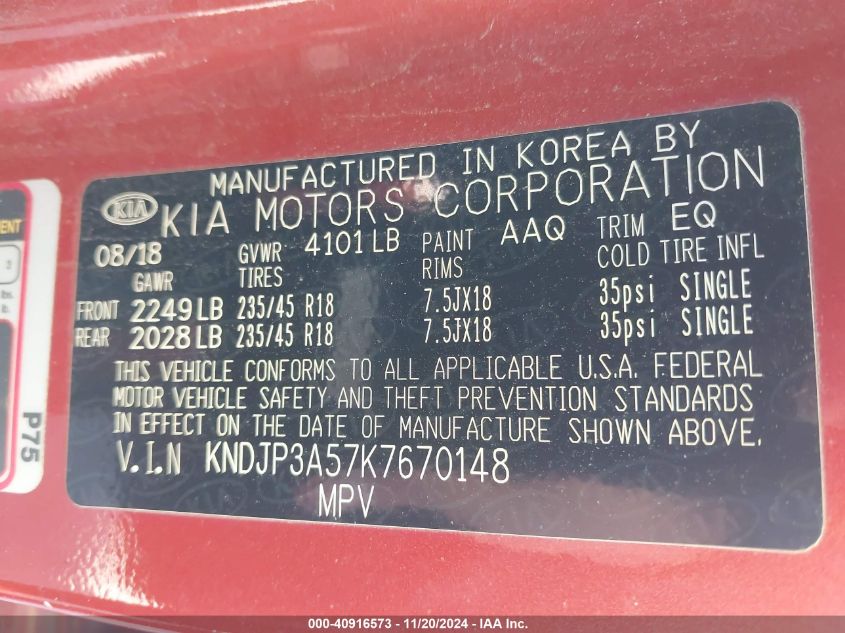 MANUFACTURED IN KOREA BY
KIA KIA MOTORS CORPORATION
08/18 GVWR 4101 LB PAINT AAQ TRIM EQ
GAWR TIRES RIMS COLD TIRE INFL
FRONT 2249 LB 235/45 R18 7.5JX18 35psi SINGLE
REAR 2028 LB 235/45 R18 7.5JX18 35psi SINGLE
THIS VEHICLE CONFORMS TO ALL APPLICABLE U.S.A. FEDERAL
MOTOR VEHICLE SAFETY AND THEFT PREVENTION STANDARDS
IN EFFECT ON THE DATE OF MANUFACTURE SHOWN ABOVE.
V.I.N KNDJP3A57K7670148
MPV
P75
000-40916573 - 11/20/2024 - IAA Inc.